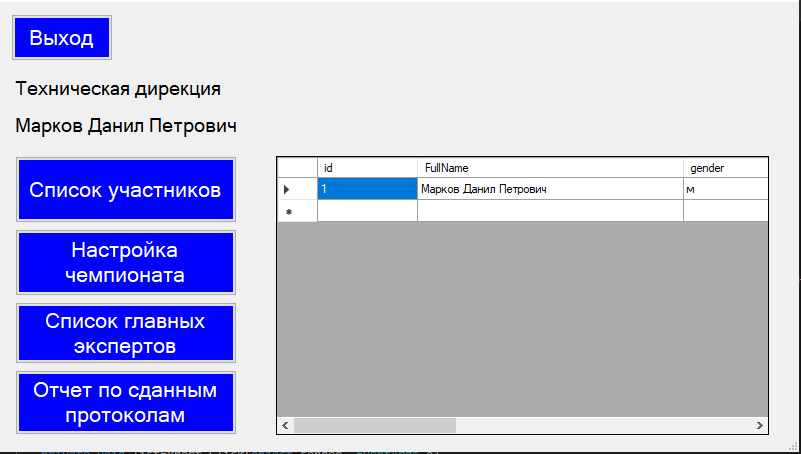 Выход
Техническая дирекция
Марков Данил Петрович
Список участников
Настройка
чемпионата
Список главных
экспертов
Отчет по сданным
протоколам
id FullName gender
1 Марков Данил Петрович м